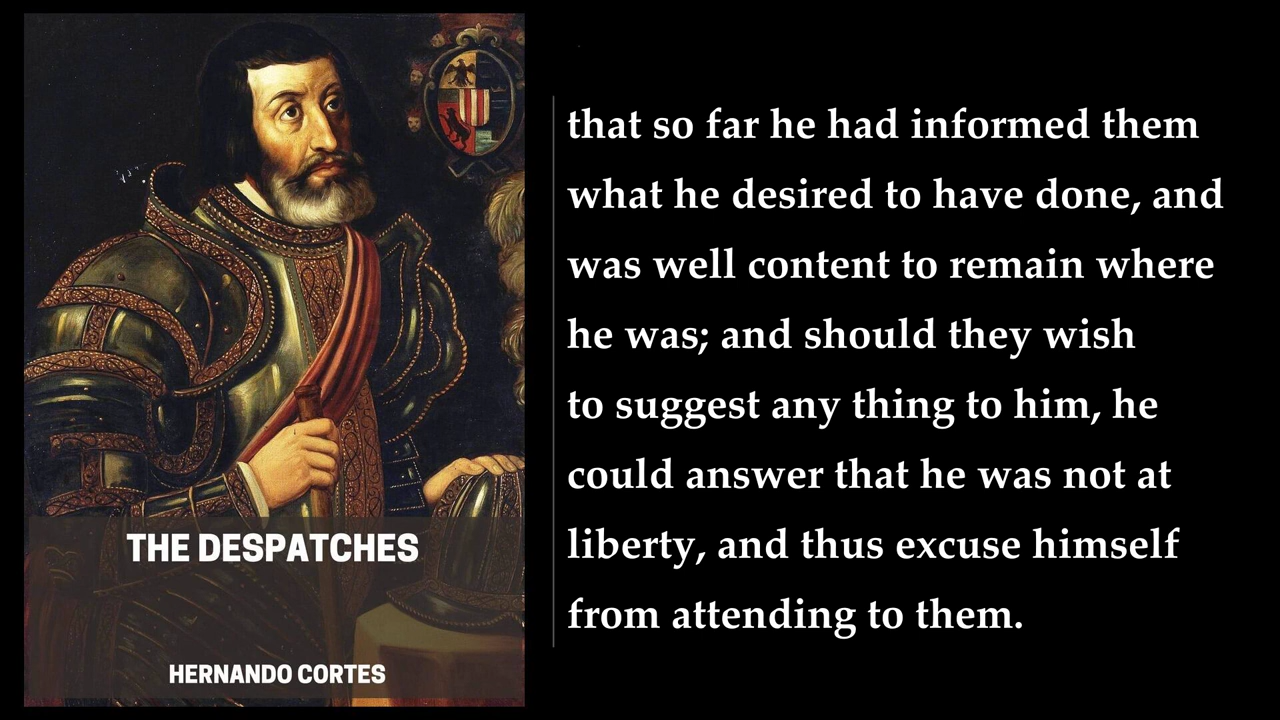 THE DESPATCHES
HERNANDO CORTES
that so far he had informed them
what he desired to have done, and
was well content to remain where
he was; and should they wish
to suggest any thing to him, he
could answer that he was not at
liberty, and thus excuse himself
from attending to them.